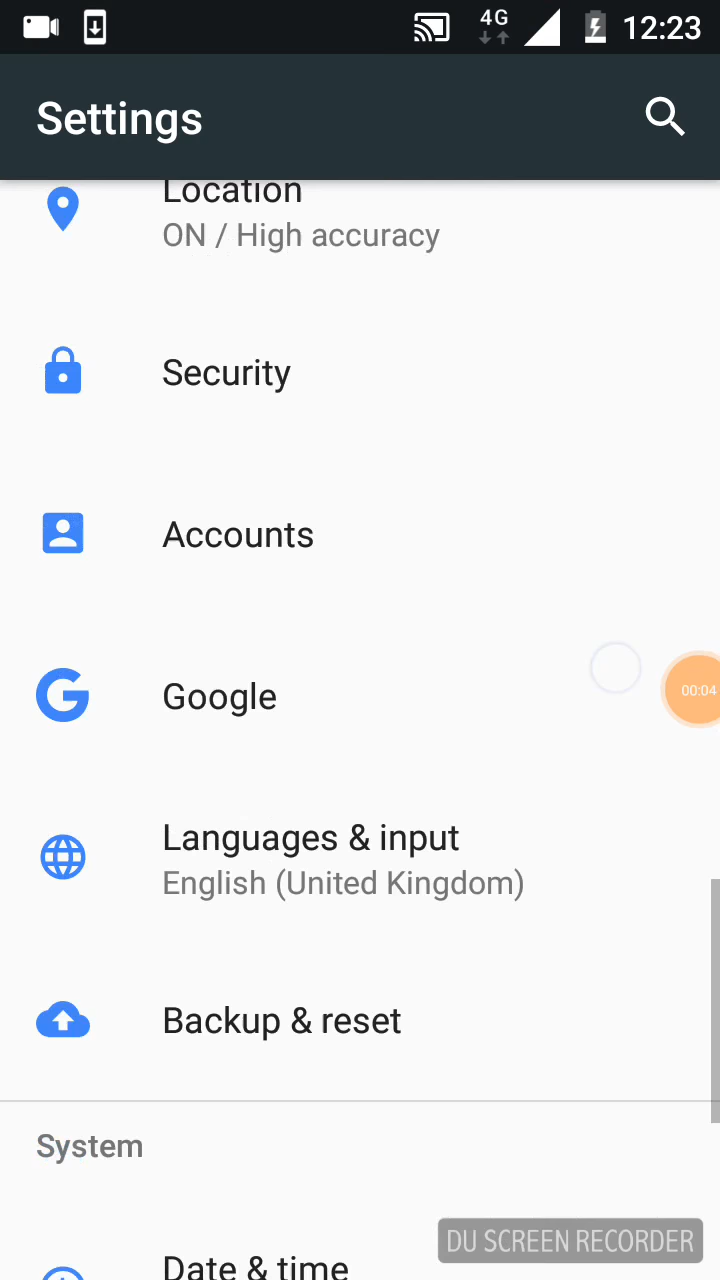 4G 12:23
Settings
Location
ON / High accuracy
Security
Accounts
Google
00:04
Languages & input
English (United Kingdom)
Backup & reset
System
Date & time
DU SCREEN RECORDER